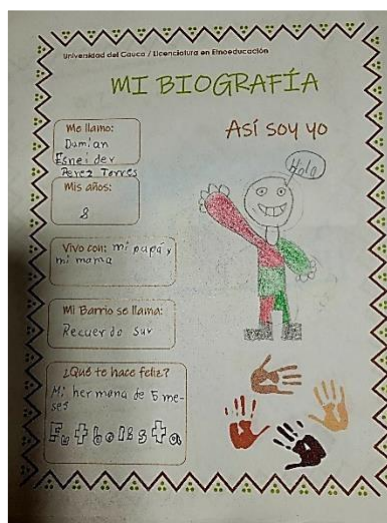 Universidad del Cauca / Licenciatura en Etnoeducación
MI BIOGRAFÍA
Me llamo:
Damian
Esneider
Perez Torres
Mis años:
8
Vivo con: mi pupá y
mi mama
Mi Barrio se llama:
Recuerdo Sur
¿Qué te hace feliz?
Mi hermana de 5 me-
ses
Futbolista
Así soy yo
Hola